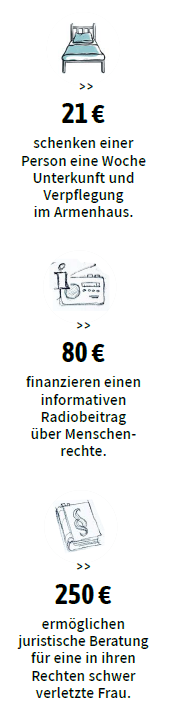 >>
21 €
schenken einer
Person eine Woche
Unterkunft und
Verpflegung
im Armenhaus.
>>
80 €
finanzieren einen
informativen
Radiobeitrag
über Menschen-
rechte.
§
>>
250 €
ermöglichen
juristische Beratung
für eine in ihren
Rechten schwer
verletzte Frau.